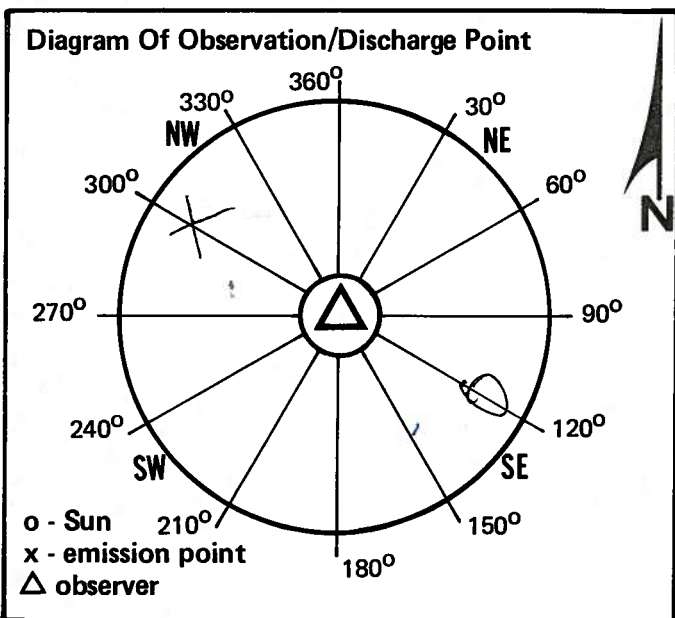 Diagram Of Observation/Discharge Point
360°
330°
30°
NW
NE
300°
60°
N
270°
90°
240°
120°
SW
SE
o - Sun
210°
150°
x - emission point
180°
△ observer